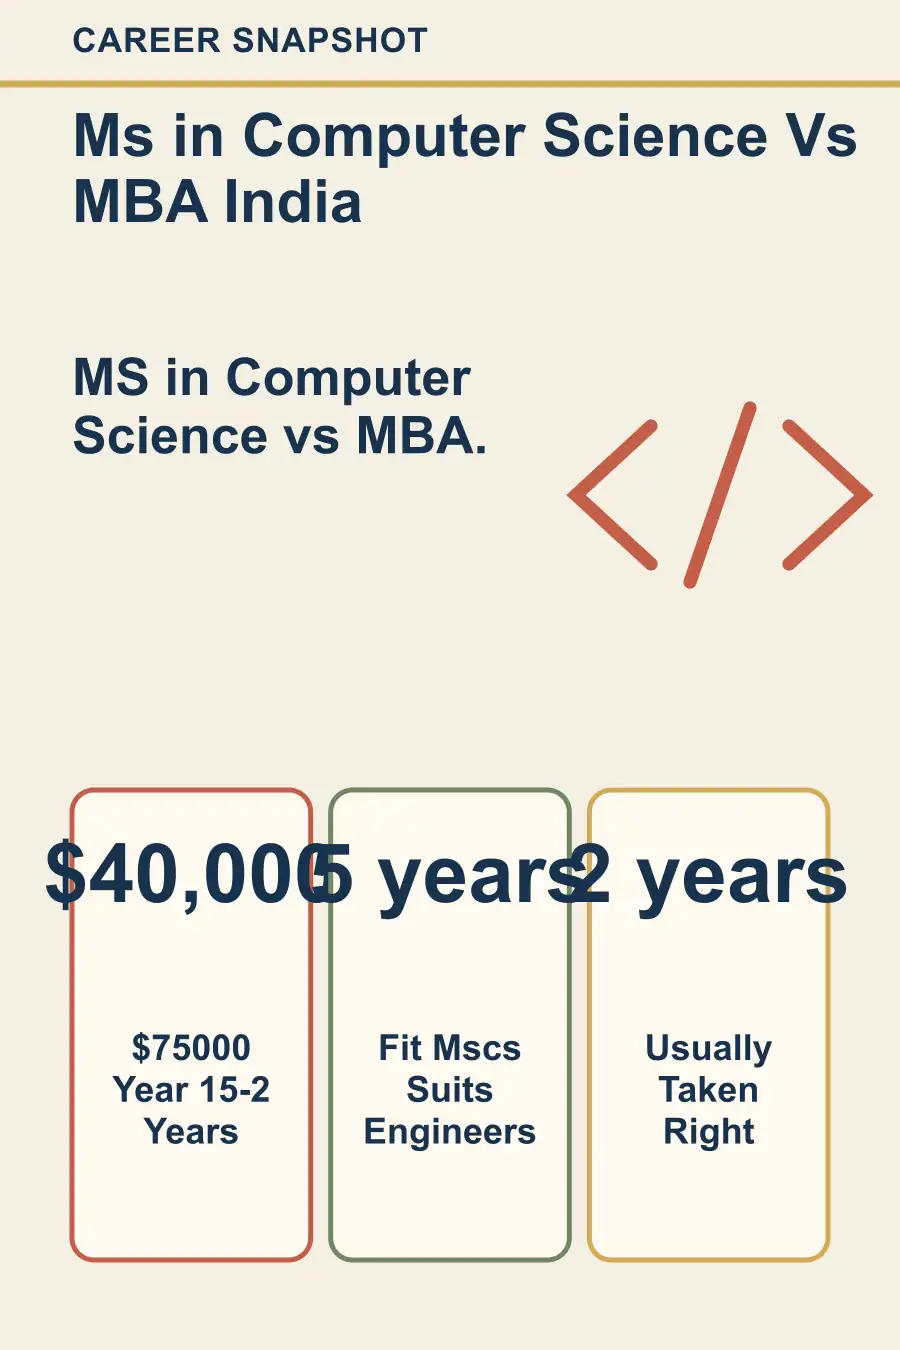 CAREER SNAPSHOT
Ms in Computer Science Vs
MBA India
MS in Computer
Science vs MBA.
$40,000
5 years
2 years
$75000
Year 15-2
Years
Fit Mscs
Suits
Engineers
Usually
Taken
Right